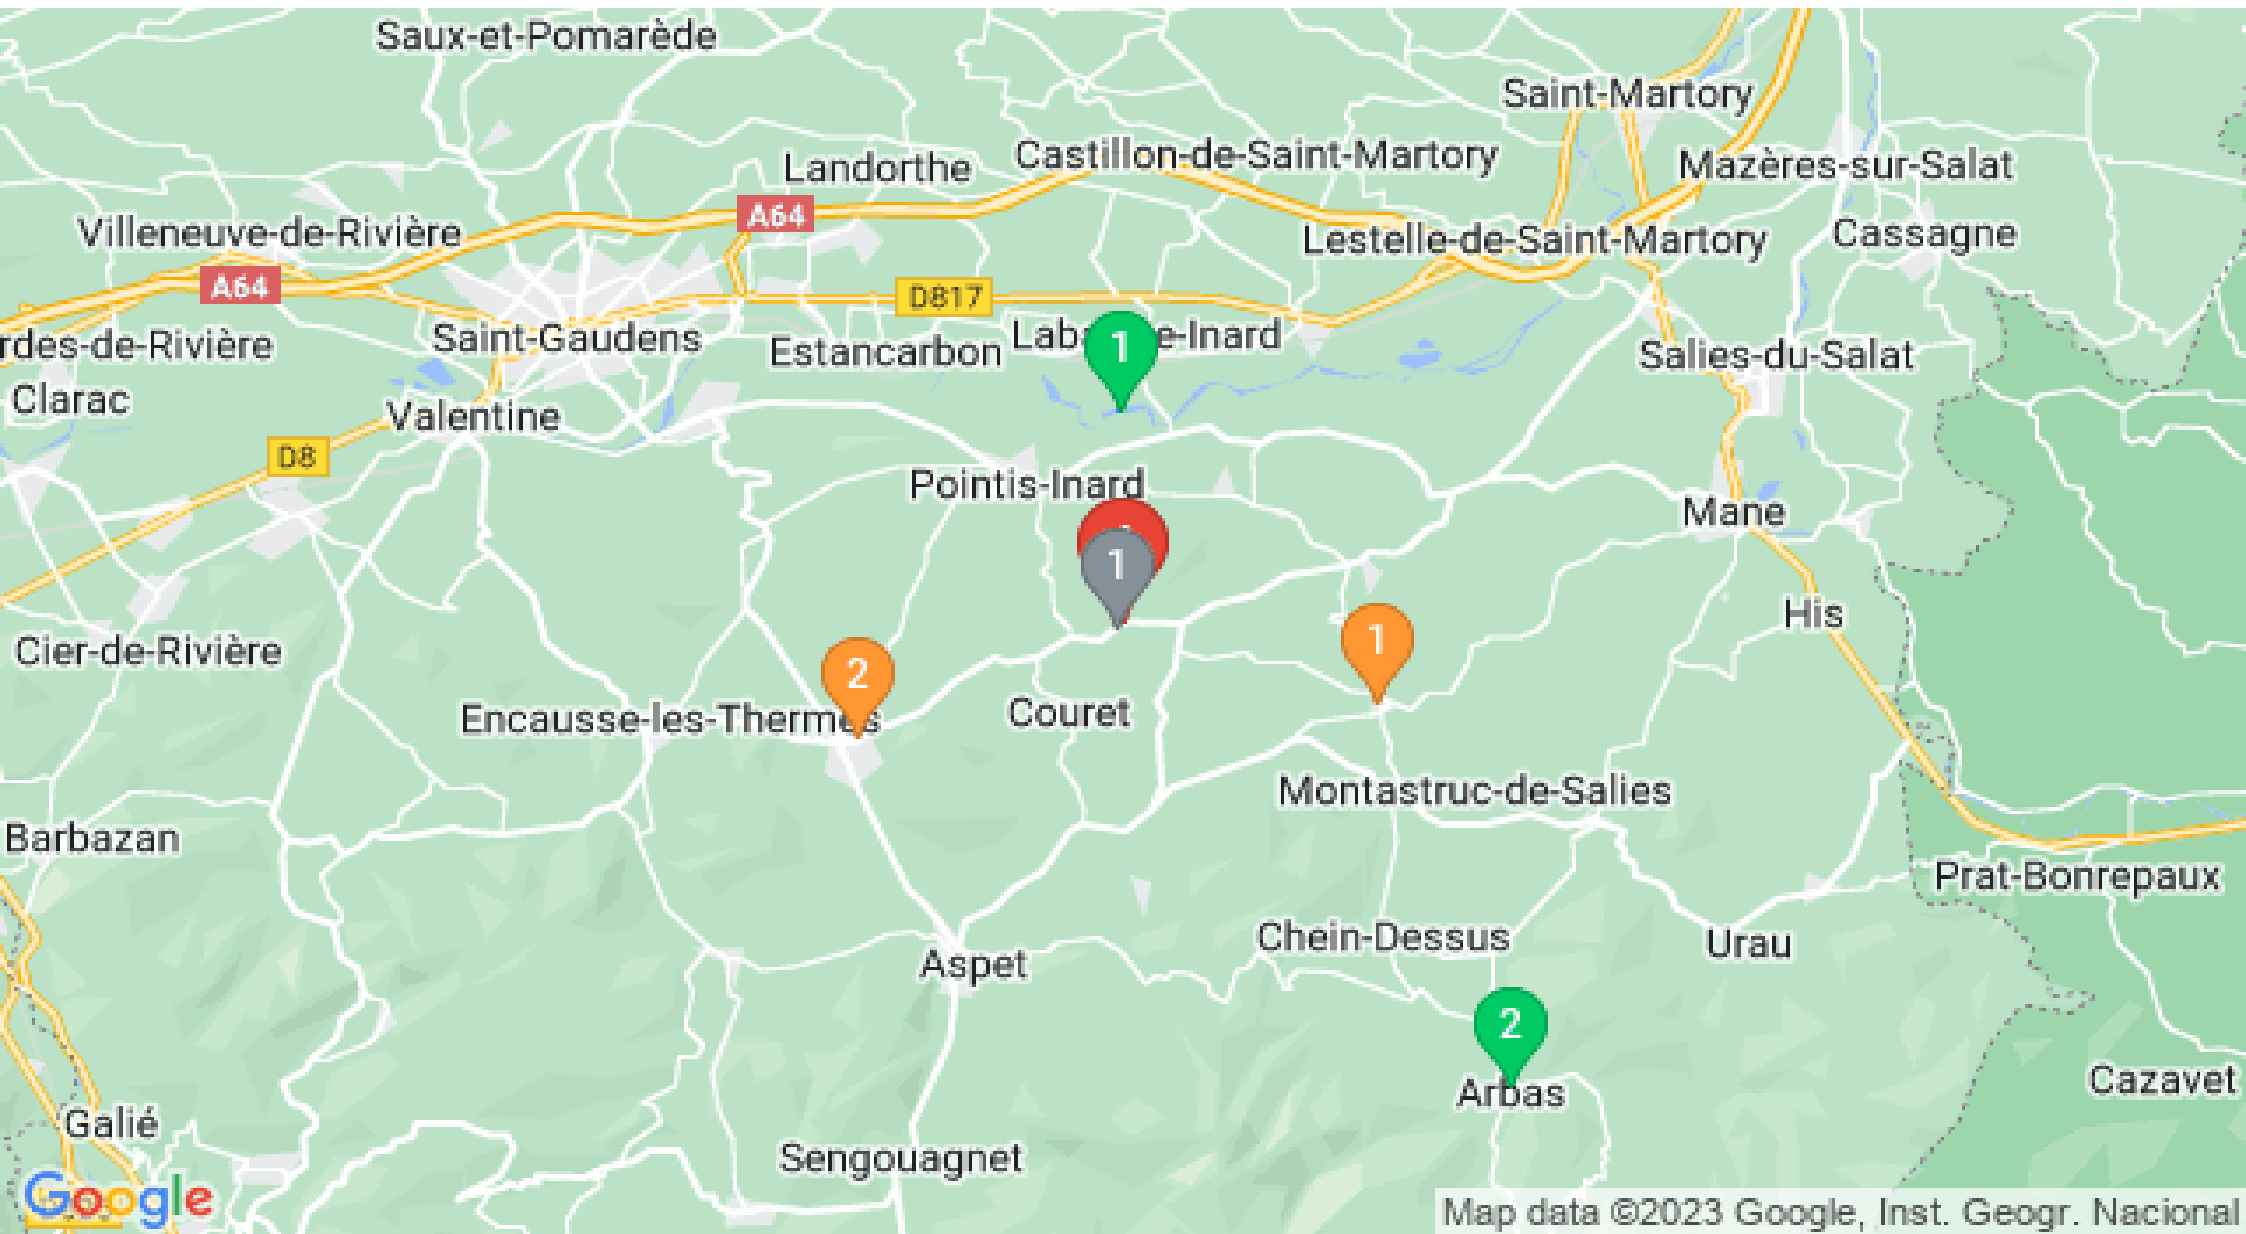 Saux-et-Pomarède
Saint-Martory
Landorthe
Castillon-de-Saint-Martory
Mazères-sur-Salat
A64
Villeneuve-de-Rivière
Lestelle-de-Saint-Martory
Cassagne
A64
D817
rdes-de-Rivière
Saint-Gaudens
Estancarbon
Lab
1
e-Inard
Salies-du-Salat
Clarac
Valentine
D8
Pointis-Inard
Mane
1
His
Cier-de-Rivière
1
2
Encausse-les-Thermes
Couret
Montastruc-de-Salies
Barbazan
Prat-Bonrepaux
Chein-Dessus
Urau
Aspet
2
Arbas
Cazavet
Galié
Sengouagnet
Google
Map data ©2023 Google, Inst. Geogr. Nacional